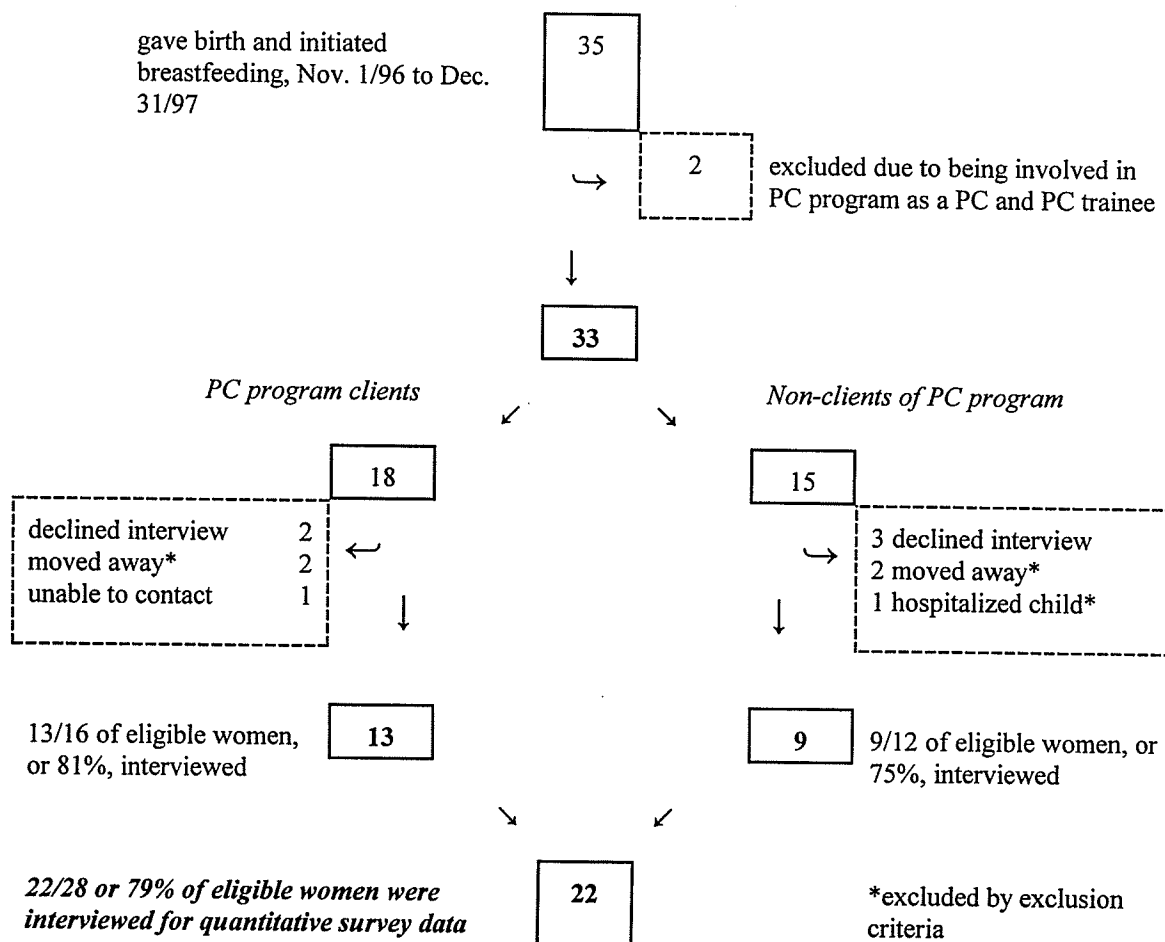 gave birth and initiated
breastfeeding, Nov. 1/96 to Dec.
31/97
35
2
excluded due to being involved in
PC program as a PC and PC trainee
33
PC program clients
Non-clients of PC program
18
15
declined interview 2
moved away* 2
unable to contact 1
3 declined interview
2 moved away*
1 hospitalized child*
13/16 of eligible women,
or 81%, interviewed
13
9
9/12 of eligible women, or
75%, interviewed
22/28 or 79% of eligible women were
interviewed for quantitative survey data
22
*excluded by exclusion
criteria